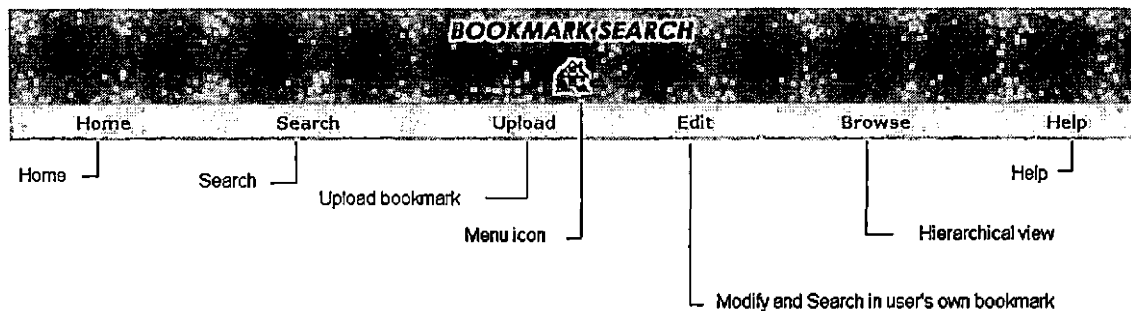 BOOKMARK SEARCH
Home Search Upload Edit Browse Help
Home
Search
Help
Upload bookmark
Menu icon
Hierarchical view
Modify and Search in user's own bookmark